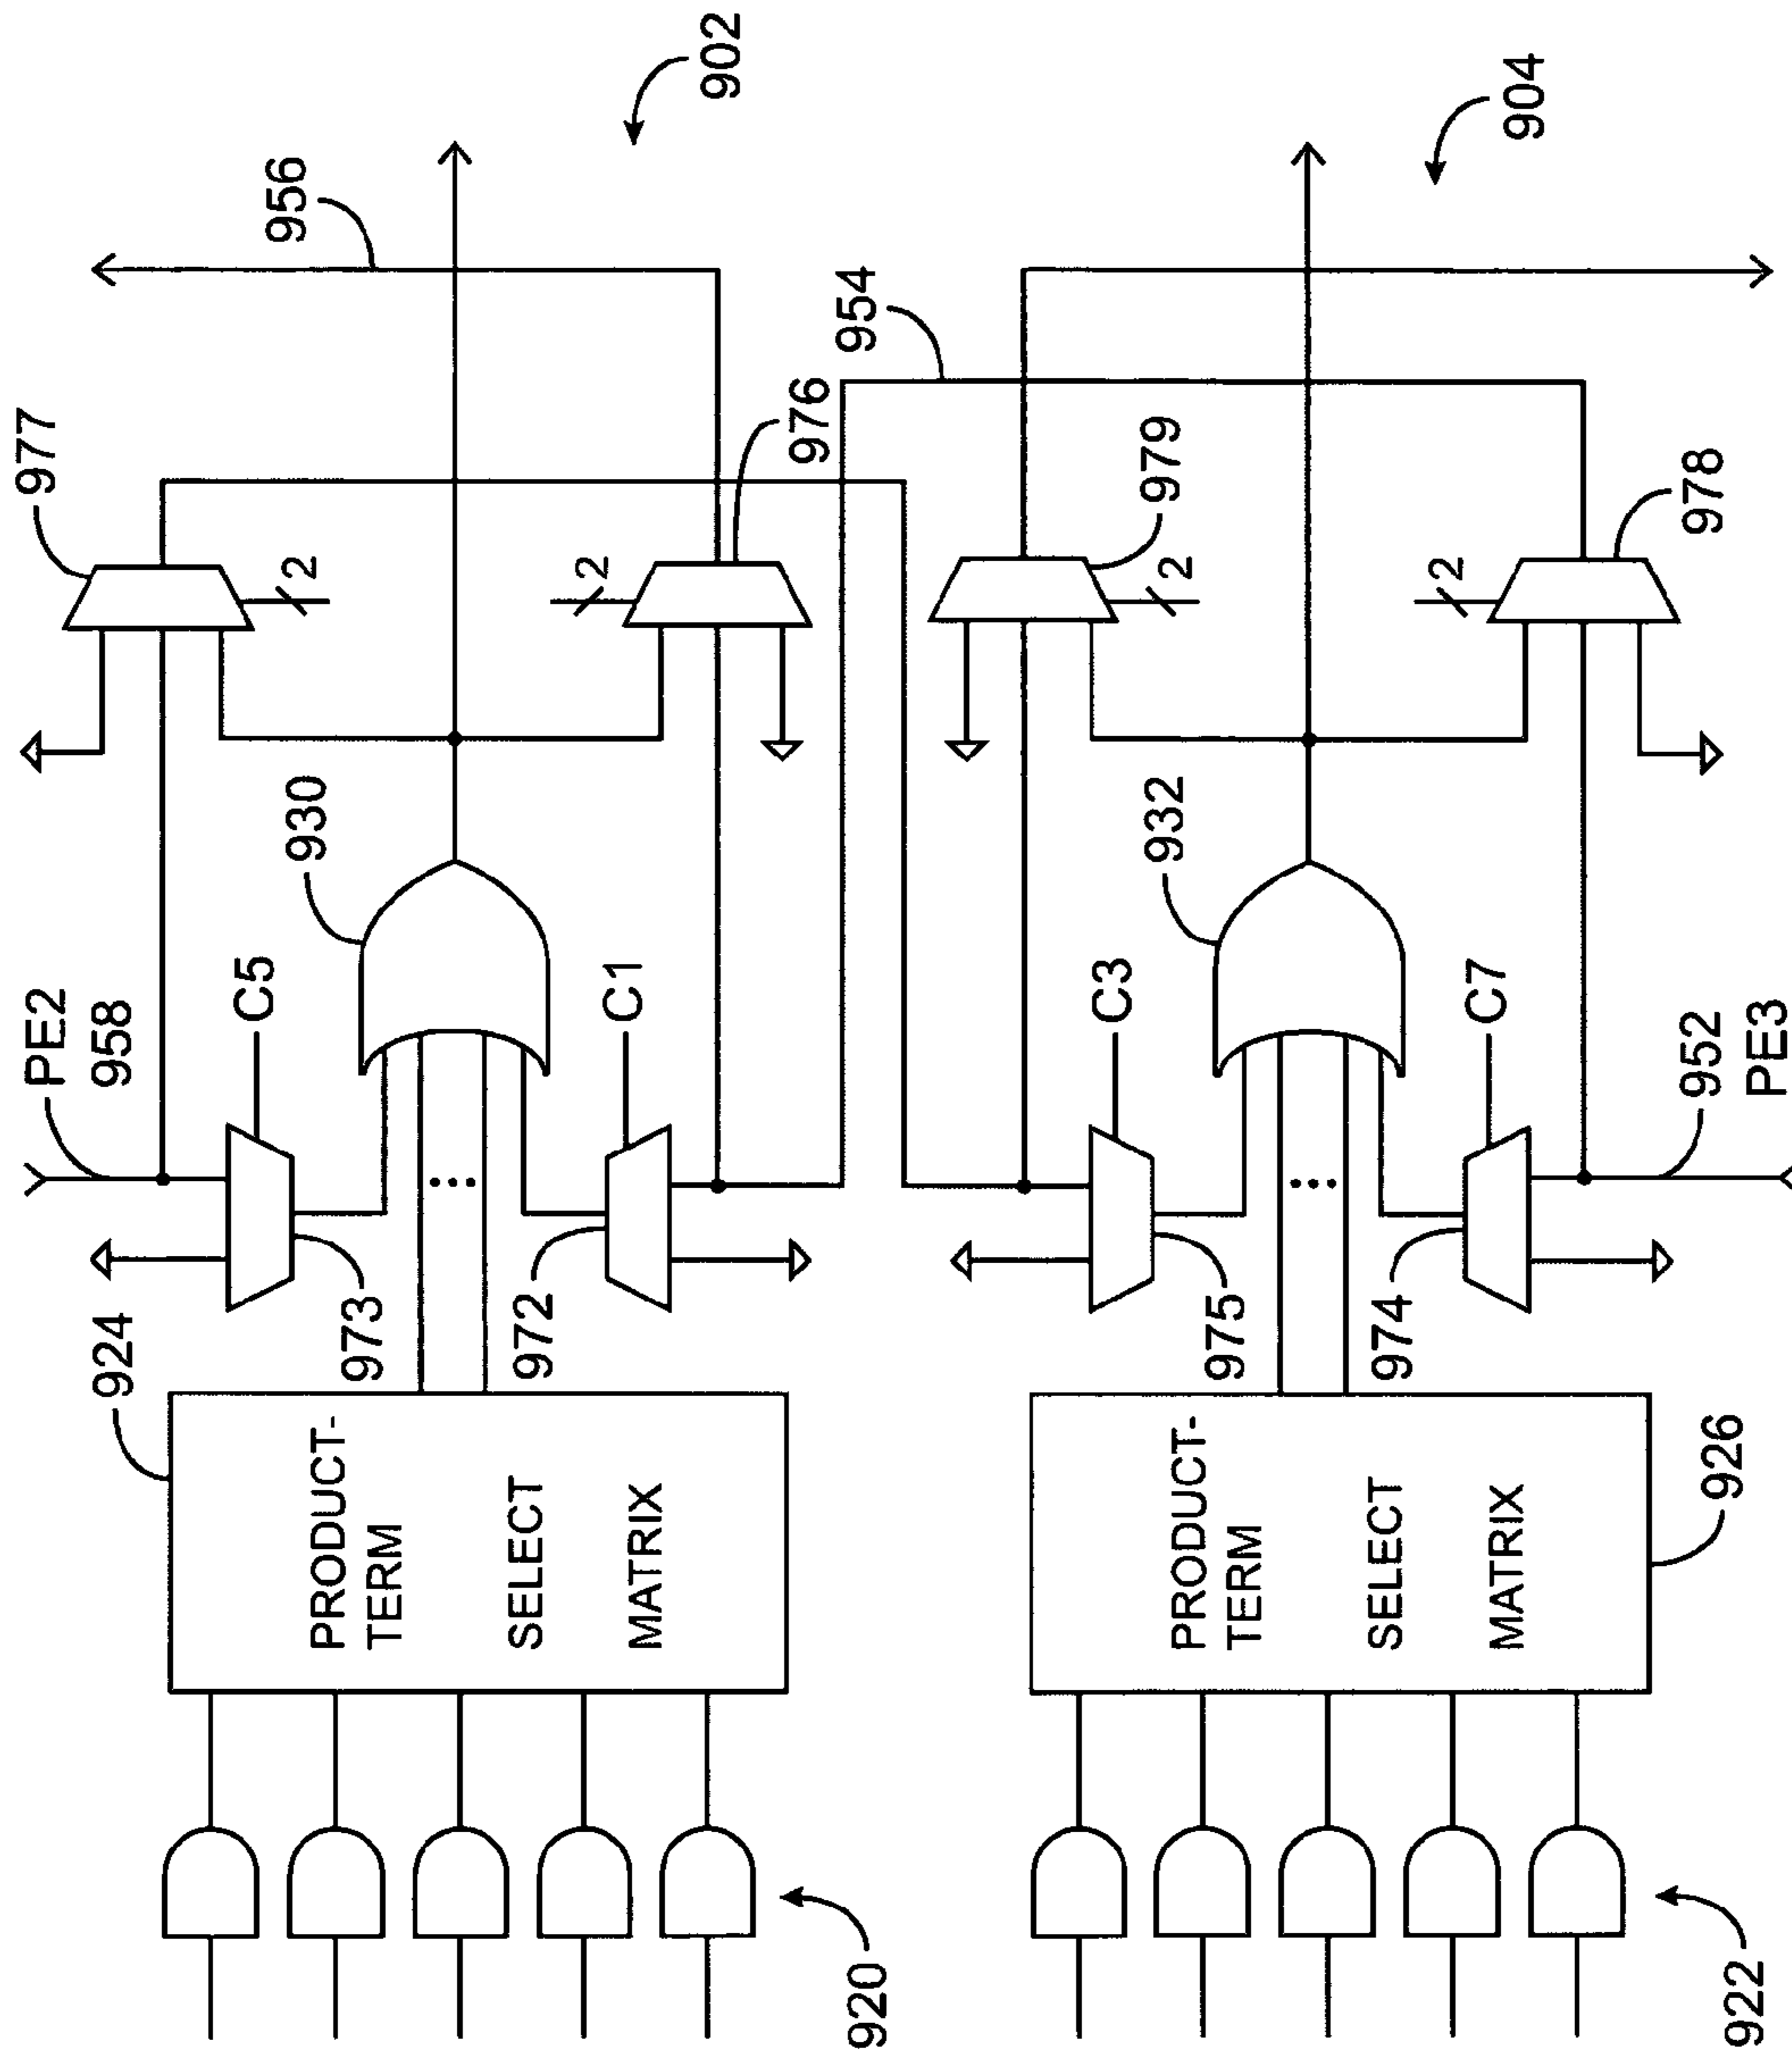 977
PE2
958
924
C5
930
956
902
973
PRODUCT-
TERM
SELECT
MATRIX
2
2
C1
972
976
954
920
904
C3
932
979
2
975
PRODUCT-
TERM
SELECT
MATRIX
2
C7
974
978
926
952
PE3
922